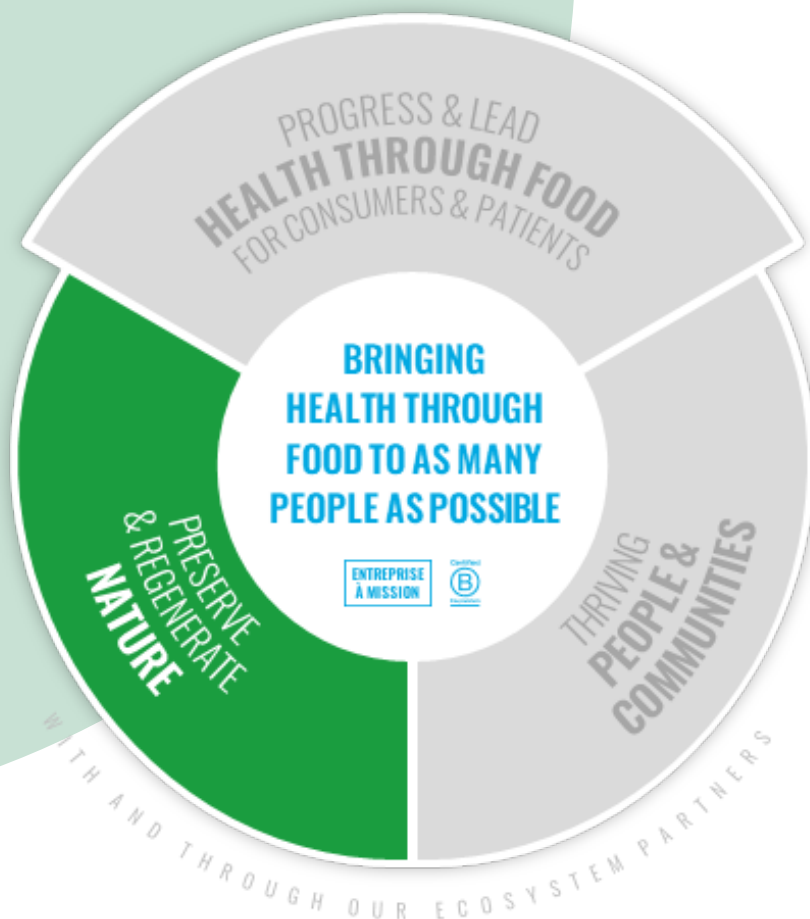 PROGRESS & LEAD
HEALTH THROUGH FOOD
FOR CONSUMERS & PATIENTS
BRINGING
HEALTH THROUGH
FOOD TO AS MANY
PEOPLE AS POSSIBLE
ENTREPRISE
À MISSION
Certified
B
PRESERVE
& REGENERATE
NATURE
THRIVING
PEOPLE &
COMMUNITIES
WITH AND THROUGH OUR ECOSYSTEM PARTNERS